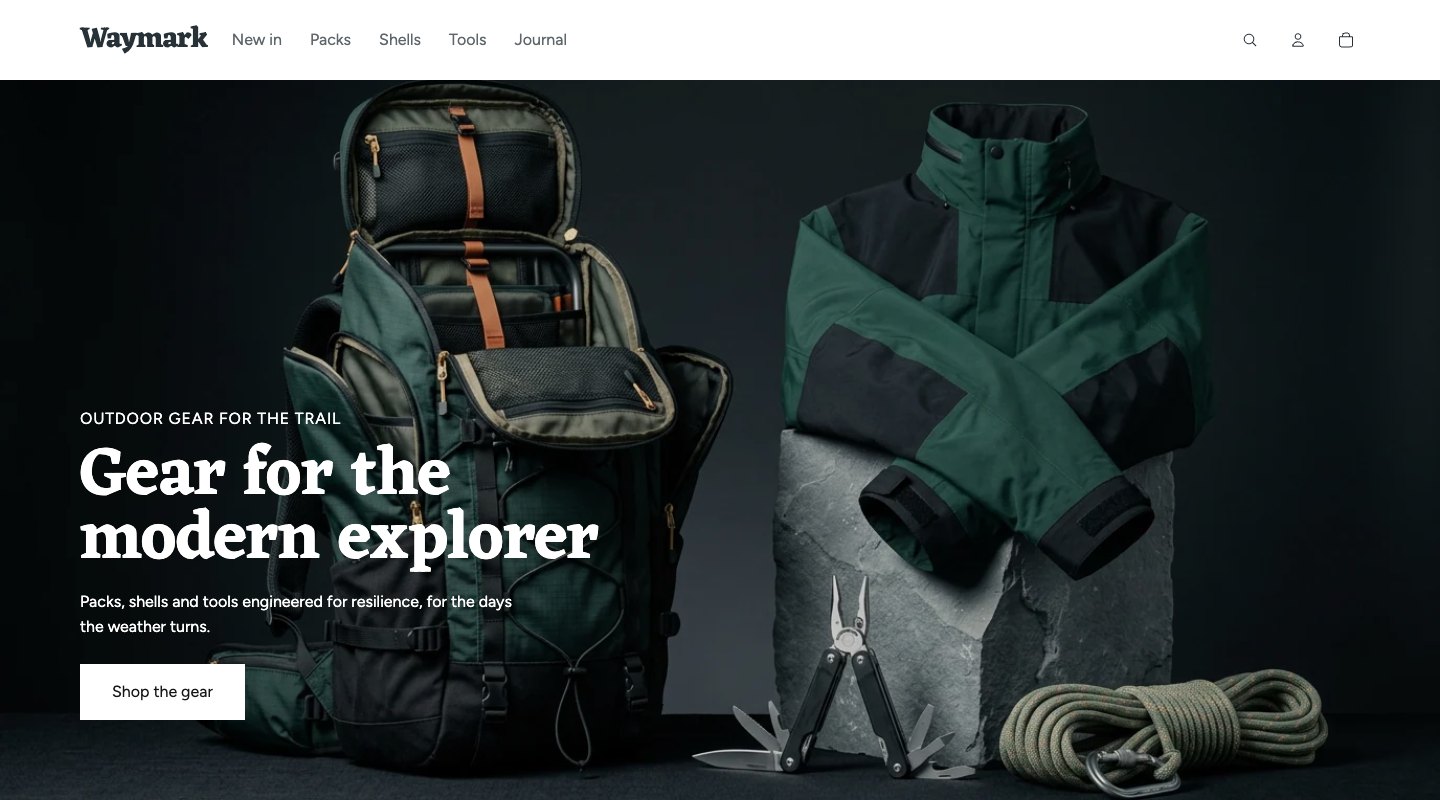 Waymark
New in
Packs
Shells
Tools
Journal
OUTDOOR GEAR FOR THE TRAIL
Gear for the
modern explorer
Packs, shells and tools engineered for resilience, for the days
the weather turns.
Shop the gear